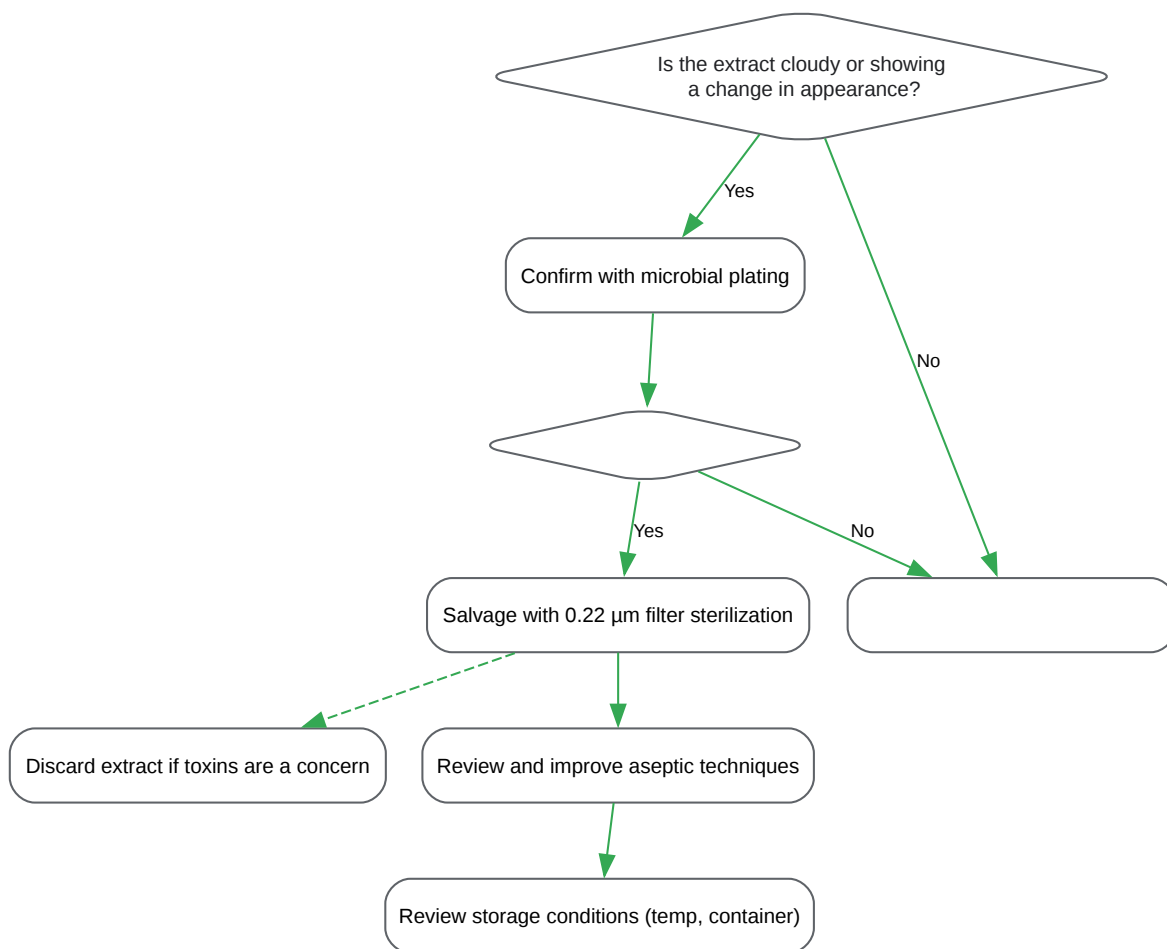 Is the extract cloudy or showing
a change in appearance?
Yes
Confirm with microbial plating
No
Yes
No
Salvage with 0.22 µm filter sterilization
Discard extract if toxins are a concern
Review and improve aseptic techniques
Review storage conditions (temp, container)